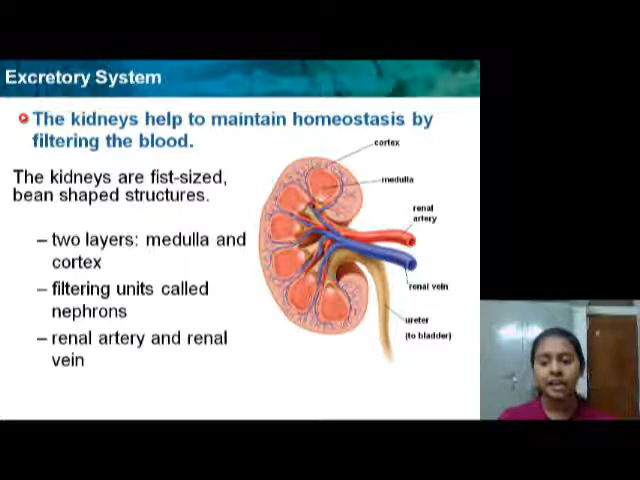 Excretory System
The kidneys help to maintain homeostasis by
filtering the blood.
The kidneys are fist-sized,
bean shaped structures.
– two layers: medulla and
cortex
– filtering units called
nephrons
– renal artery and renal
vein
cortex
medulla
renal
artery
renal vein
ureter
(to bladder)